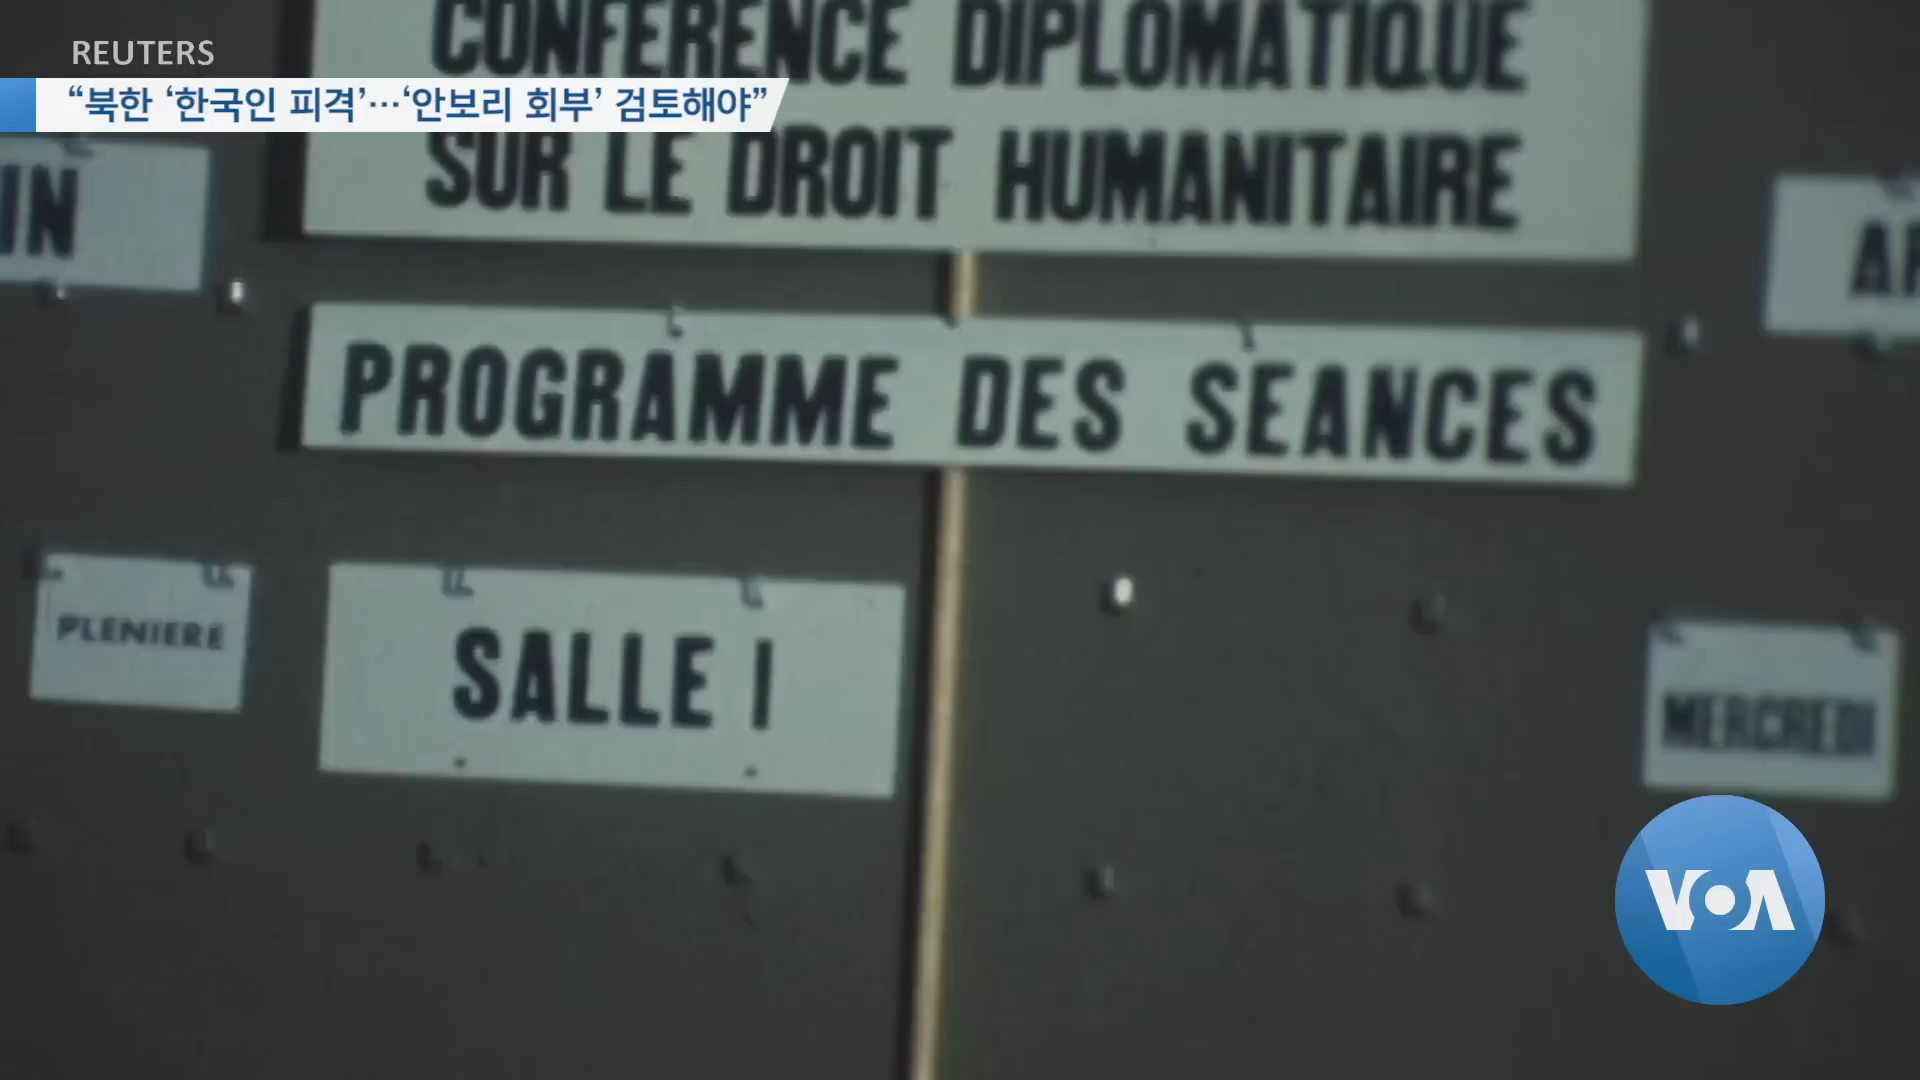 REUTERS
“북한 ‘한국인 피격’…‘안보리 회부’ 검토해야”
CONFERENCE DIPLOMATIQUE
SUR LE DROIT HUMANITAIRE
PROGRAMME DES SEANCES
PLENIERE
SALLE I
MERCREDI
VOA